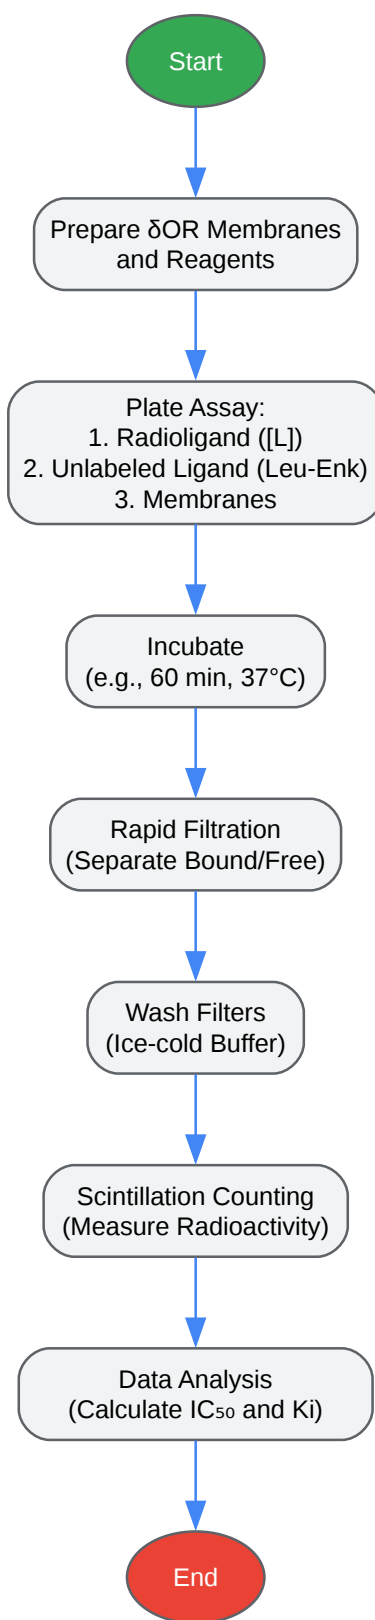 Start
Prepare δOR Membranes
and Reagents
Plate Assay:
1. Radioligand ([L])
2. Unlabeled Ligand (Leu-Enk)
3. Membranes
Incubate
(e.g., 60 min, 37°C)
Rapid Filtration
(Separate Bound/Free)
Wash Filters
(Ice-cold Buffer)
Scintillation Counting
(Measure Radioactivity)
Data Analysis
(Calculate IC₅₀ and Ki)
End